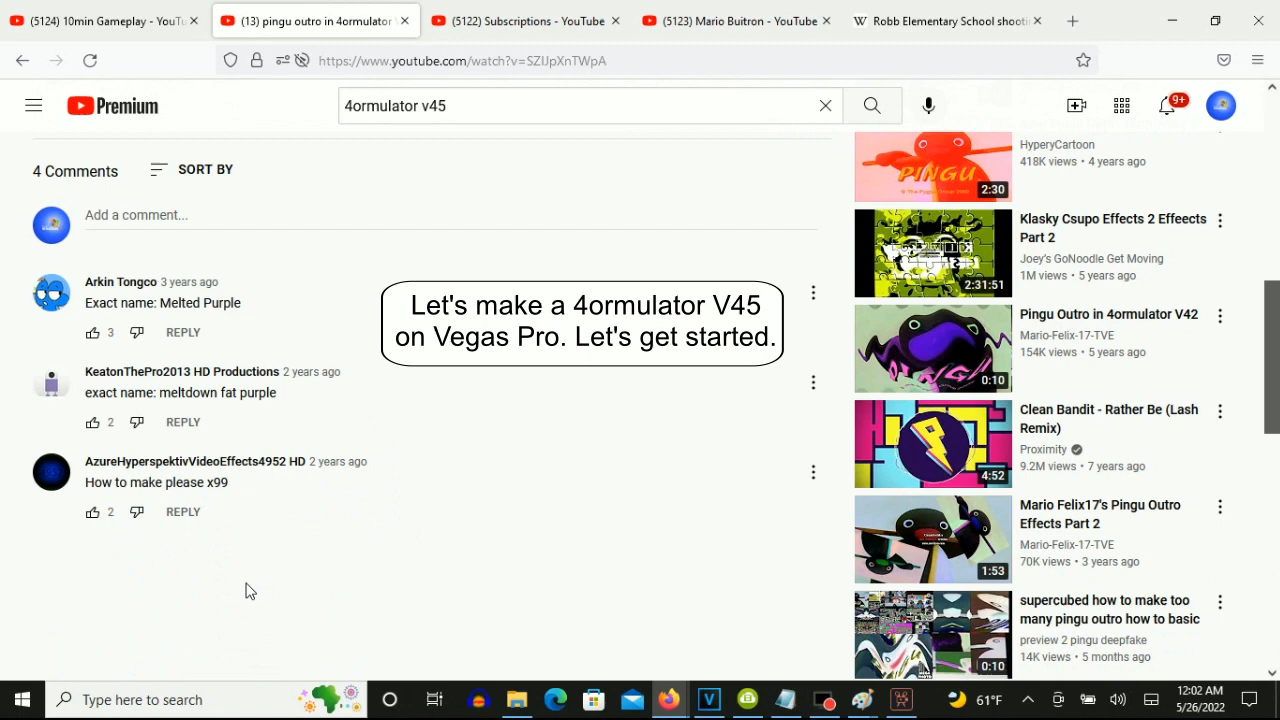 (5124) 10min Gameplay - YouTu
(13) pingu outro in 4ormulator
(5122) Subscriptions - YouTube
(5123) Mario Buitron - YouTube
Robb Elementary School shooti
https://www.youtube.com/watch?v=SZlJpXnTWpA
Premium
4ormulator v45
9+
4 Comments
SORT BY
Add a comment...
Arkin Tongco 3 years ago
Exact name: Melted Purple
3
REPLY
KeatonThePro2013 HD Productions 2 years ago
exact name: meltdown fat purple
2
REPLY
AzureHyperspektivVideoEffects4952 HD 2 years ago
How to make please x99
2
REPLY
Let's make a 4ormulator V45
on Vegas Pro. Let's get started.
PINGU
2:30
HyperyCartoon
418K views • 4 years ago
2:31:51
Klasky Csupo Effects 2 Effeects
Part 2
Joey's GoNoodle Get Moving
1M views • 5 years ago
0:10
Pingu Outro in 4ormulator V42
Mario-Felix-17-TVE
154K views • 5 years ago
4:52
Clean Bandit - Rather Be (Lash
Remix)
Proximity
9.2M views • 7 years ago
1:53
Mario Felix17's Pingu Outro
Effects Part 2
Mario-Felix-17-TVE
70K views • 3 years ago
0:10
supercubed how to make too
many pingu outro how to basic
preview 2 pingu deepfake
14K views • 5 months ago
Type here to search
61°F
12:02 AM
5/26/2022